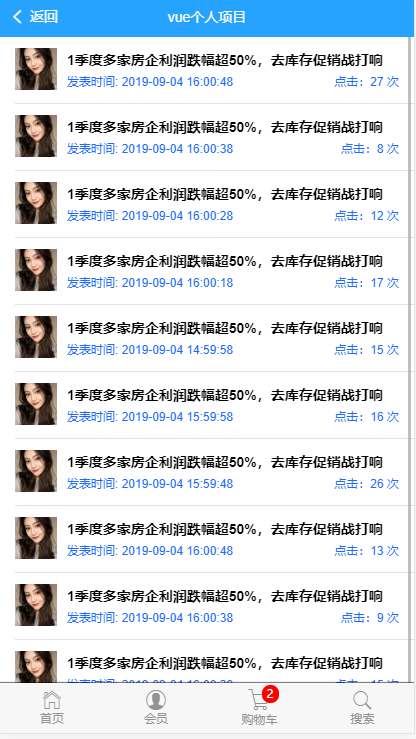 返回 vue个人项目
1季度多家房企利润跌幅超50%，去库存促销战打响
发表时间: 2019-09-04 16:00:48 点击：27 次
1季度多家房企利润跌幅超50%，去库存促销战打响
发表时间: 2019-09-04 16:00:38 点击：8 次
1季度多家房企利润跌幅超50%，去库存促销战打响
发表时间: 2019-09-04 16:00:28 点击：12 次
1季度多家房企利润跌幅超50%，去库存促销战打响
发表时间: 2019-09-04 16:00:18 点击：17 次
1季度多家房企利润跌幅超50%，去库存促销战打响
发表时间: 2019-09-04 14:59:58 点击：15 次
1季度多家房企利润跌幅超50%，去库存促销战打响
发表时间: 2019-09-04 15:59:58 点击：16 次
1季度多家房企利润跌幅超50%，去库存促销战打响
发表时间: 2019-09-04 15:59:48 点击：26 次
1季度多家房企利润跌幅超50%，去库存促销战打响
发表时间: 2019-09-04 16:00:48 点击：13 次
1季度多家房企利润跌幅超50%，去库存促销战打响
发表时间: 2019-09-04 16:00:38 点击：9 次
1季度多家房企利润跌幅超50%，去库存促销战打响
2
首页 会员 购物车 搜索